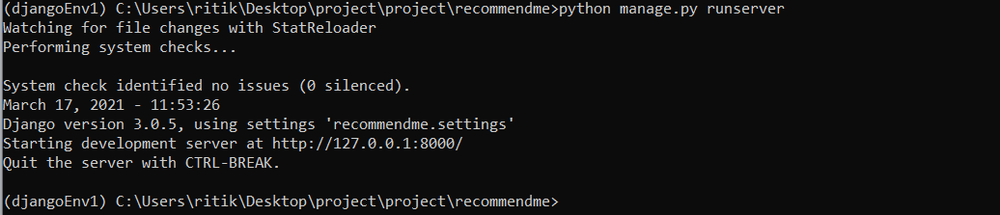 (djangoEnv1) C:\Users\ritik\Desktop\project\project\recommendme>python manage.py runserver
Watching for file changes with StatReloader
Performing system checks...
System check identified no issues (0 silenced).
March 17, 2021 - 11:53:26
Django version 3.0.5, using settings 'recommendme.settings'
Starting development server at http://127.0.0.1:8000/
Quit the server with CTRL-BREAK.
(djangoEnv1) C:\Users\ritik\Desktop\project\project\recommendme>